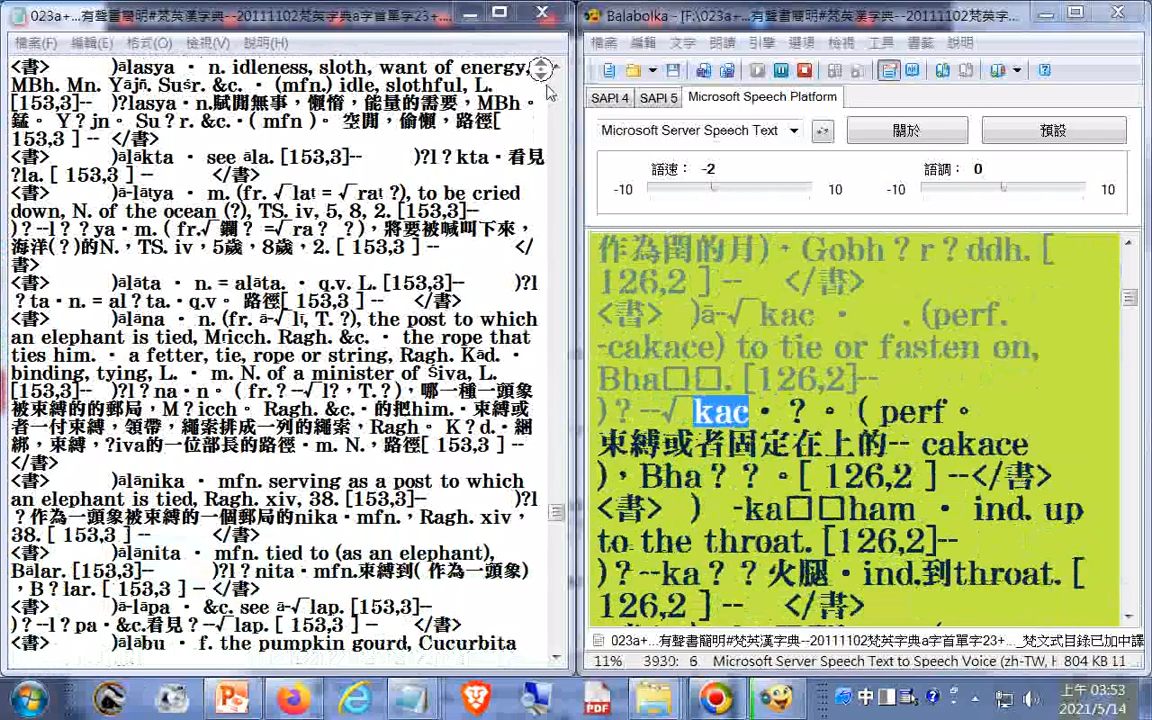 023a+...有聲書簡明#梵英漢字典--20111102梵英字典a字首單字23+...
檔案(F) 編輯(E) 格式(O) 檢視(V) 說明(H)
<書> )ālasya · n. idleness, sloth, want of energy,
MBh. Mn. Yājñ. Suśr. &c. · (mfn.) idle, slothful, L.
[153,3]-- )?lasya·n.賦閒無事，懶惰，能量的需要，MBh。
錳。 Y？jn。 Su？r. &c.·( mfn )。 空閒，偷懶，路徑[
153,3 ] -- </書>
<書> )ālākta · see āla. [153,3]-- )?l？kta·看見
?la. [ 153,3 ] -- </書>
<書> )ā-lāṭya · m. (fr. √laṭ = √raṭ ?), to be cried
down, N. of the ocean (?), TS. iv, 5, 8, 2. [153,3]--
)？--l？？ya·m. ( fr.√鑭？ =√ra？ ？)，將要被喊叫下來，
海洋(？)的N，TS. iv，5歲，8歲，2. [ 153,3 ] -- </
書>
<書> )ālāta · n. = alāta. · q.v. L. [153,3]-- )?l
？ta·n. = al？ta.·q.v。 路徑[ 153,3 ] -- </書>
<書> )ālāna · n. (fr. ā-√lī, T. ?), the post to which
an elephant is tied, Mṛicch. Ragh. &c. · the rope that
ties him. · a fetter, tie, rope or string, Ragh. Kād. ·
binding, tying, L. · m. N. of a minister of Śiva, L.
[153,3]-- )?l？na·n。 ( fr.？--√l？，T.？)，哪一種一頭象
被束縛的的郵局，M？icch。 Ragh。 &c.·的把him.·束縛或
者一付束縛，領帶，繩索排成一列的繩索，Ragh。 K？d.·綑
綁，束縛，?iva的一位部長的路徑·m. N.，路徑[ 153,3 ] --
</書>
<書> )ālānika · mfn. serving as a post to which
an elephant is tied, Ragh. xiv, 38. [153,3]-- )?l
？作為一頭象被束縛的一個郵局的nika·mfn.，Ragh. xiv，
38. [ 153,3 ] -- </書>
<書> )ālānita · mfn. tied to (as an elephant),
Bālar. [153,3]-- )?l？nita·mfn.束縛到( 作為一頭象)
，B？lar. [ 153,3 ] -- </書>
<書> )ā-lāpa · &c. see ā-√lap. [153,3]--
)？--l？pa·&c.看見？--√lap. [ 153,3 ] -- </書>
<書> )ālābu · f. the pumpkin gourd, Cucurbita
Balabolka - [F:\023a+...有聲書簡明#梵英漢字典--20111102梵英字...
檔案 編輯 文字 朗讀 引擎 選項 檢視 工具 書籤 說明
SAPI 4 SAPI 5 Microsoft Speech Platform
Microsoft Server Speech Text 關於 預設
語速： -2 語調： 0
-10 10 -10 10
作為閏的月)，Gobh？r？ddh. [
126,2 ] -- </書>
<書> )ā-√kac · . (perf.
-cakace) to tie or fasten on,
Bha□□. [126,2]--
)？--√kac·？。( perf。
束縛或者固定在上的-- cakace
)，Bha？？。[ 126,2 ] --</書>
<書> ) -ka□□ham · ind. up
to the throat. [126,2]--
)？--ka？？火腿·ind.到throat. [
126,2 ] -- </書>
023a+...有聲書簡明#梵英漢字典--20111102梵英字典a字首單字23+..._梵文式目錄已加中譯
11% 3930: 6 Microsoft Server Speech Text to Speech Voice (zh-TW, H 804 KB 11
中
上午 03:53
2021/5/14